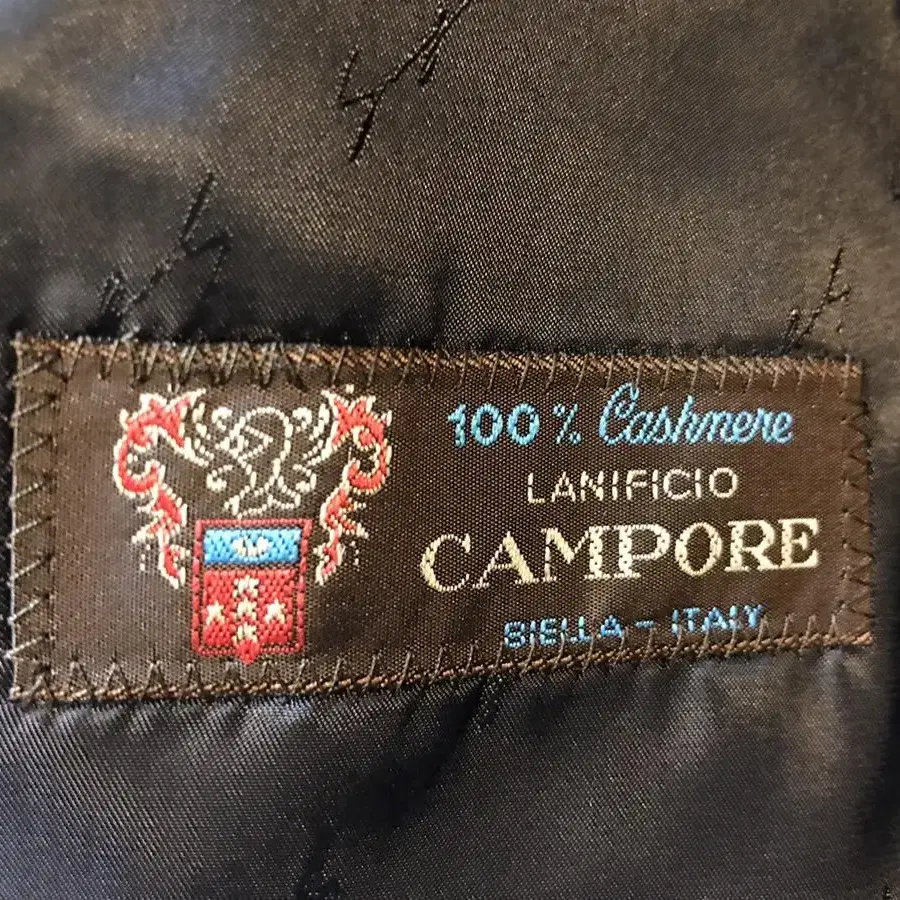 100% Cashmere
LANIFICIO
CAMPORE
BIELLA - ITALY